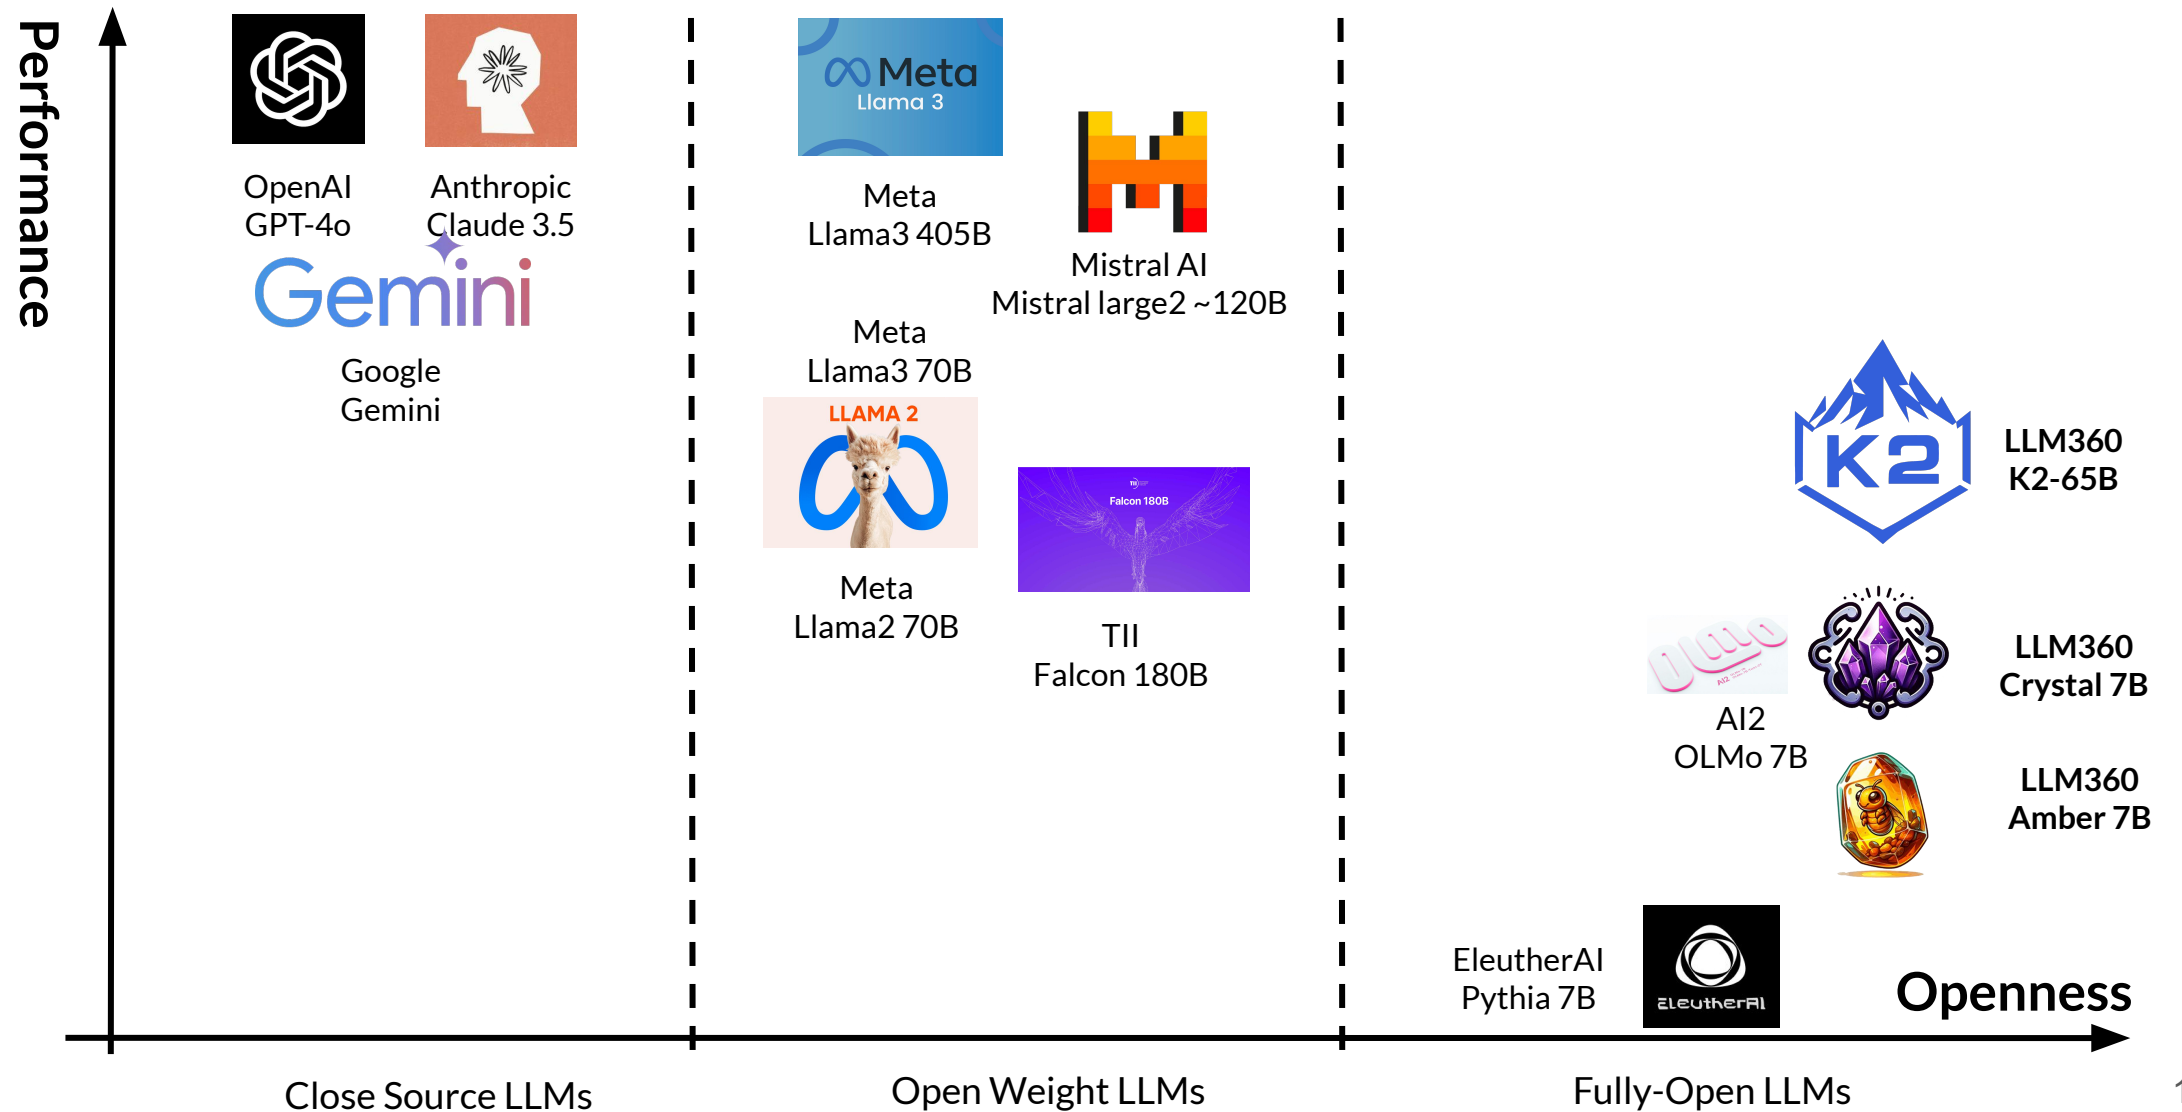 Performance
OpenAI
GPT-4o
Anthropic
Claude 3.5
Gemini
Google
Gemini
Meta
Llama 3
Meta
Llama3 405B
Mistral AI
Mistral large2 ~120B
Meta
Llama3 70B
LLAMA 2
Meta
Llama2 70B
TII
Falcon 180B
TII
Falcon 180B
K2
LLM360
K2-65B
OLMo
AI2
AI2
OLMo 7B
LLM360
Crystal 7B
LLM360
Amber 7B
EleutherAI
Pythia 7B
EleutherAI
Openness
Close Source LLMs
Open Weight LLMs
Fully-Open LLMs